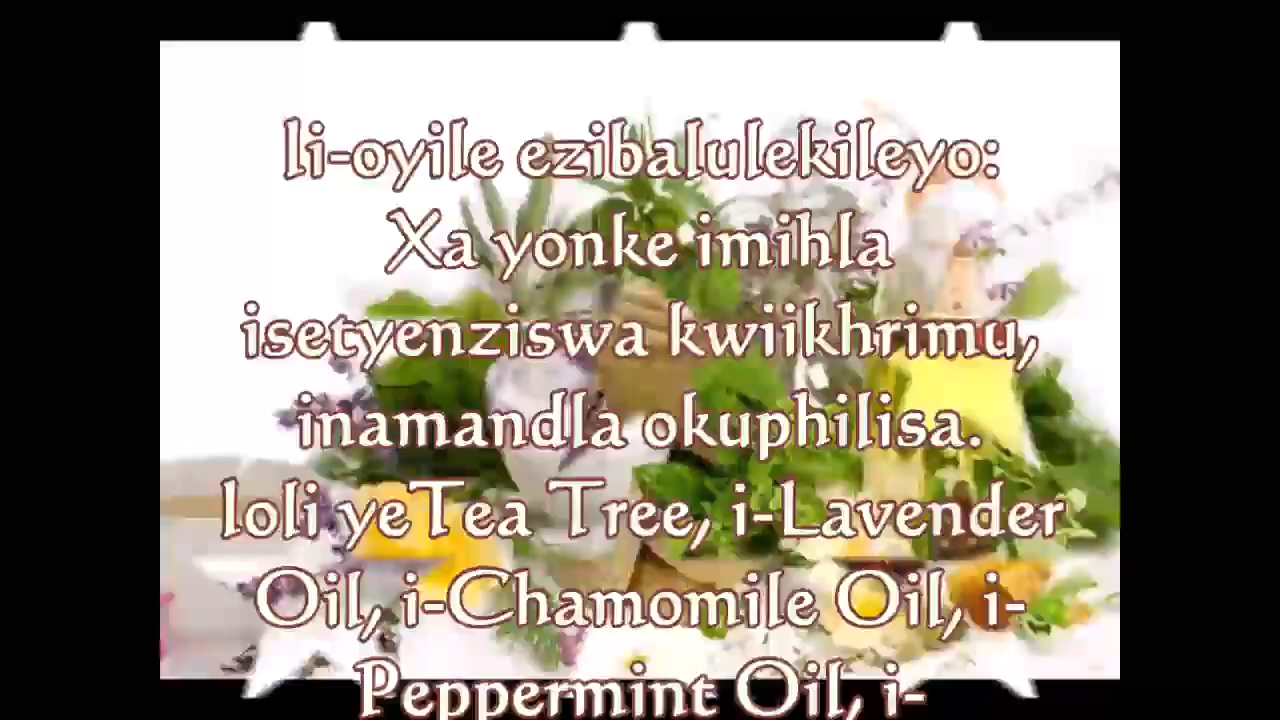 Ii-oyile ezibalulekileyo:
Xa yonke imihla
isetyenziswa kwiikhrimu,
inamandla okuphilisa.
Ioli yeTea Tree, i-Lavender
Oil, i-Chamomile Oil, i-
Peppermint Oil, i-